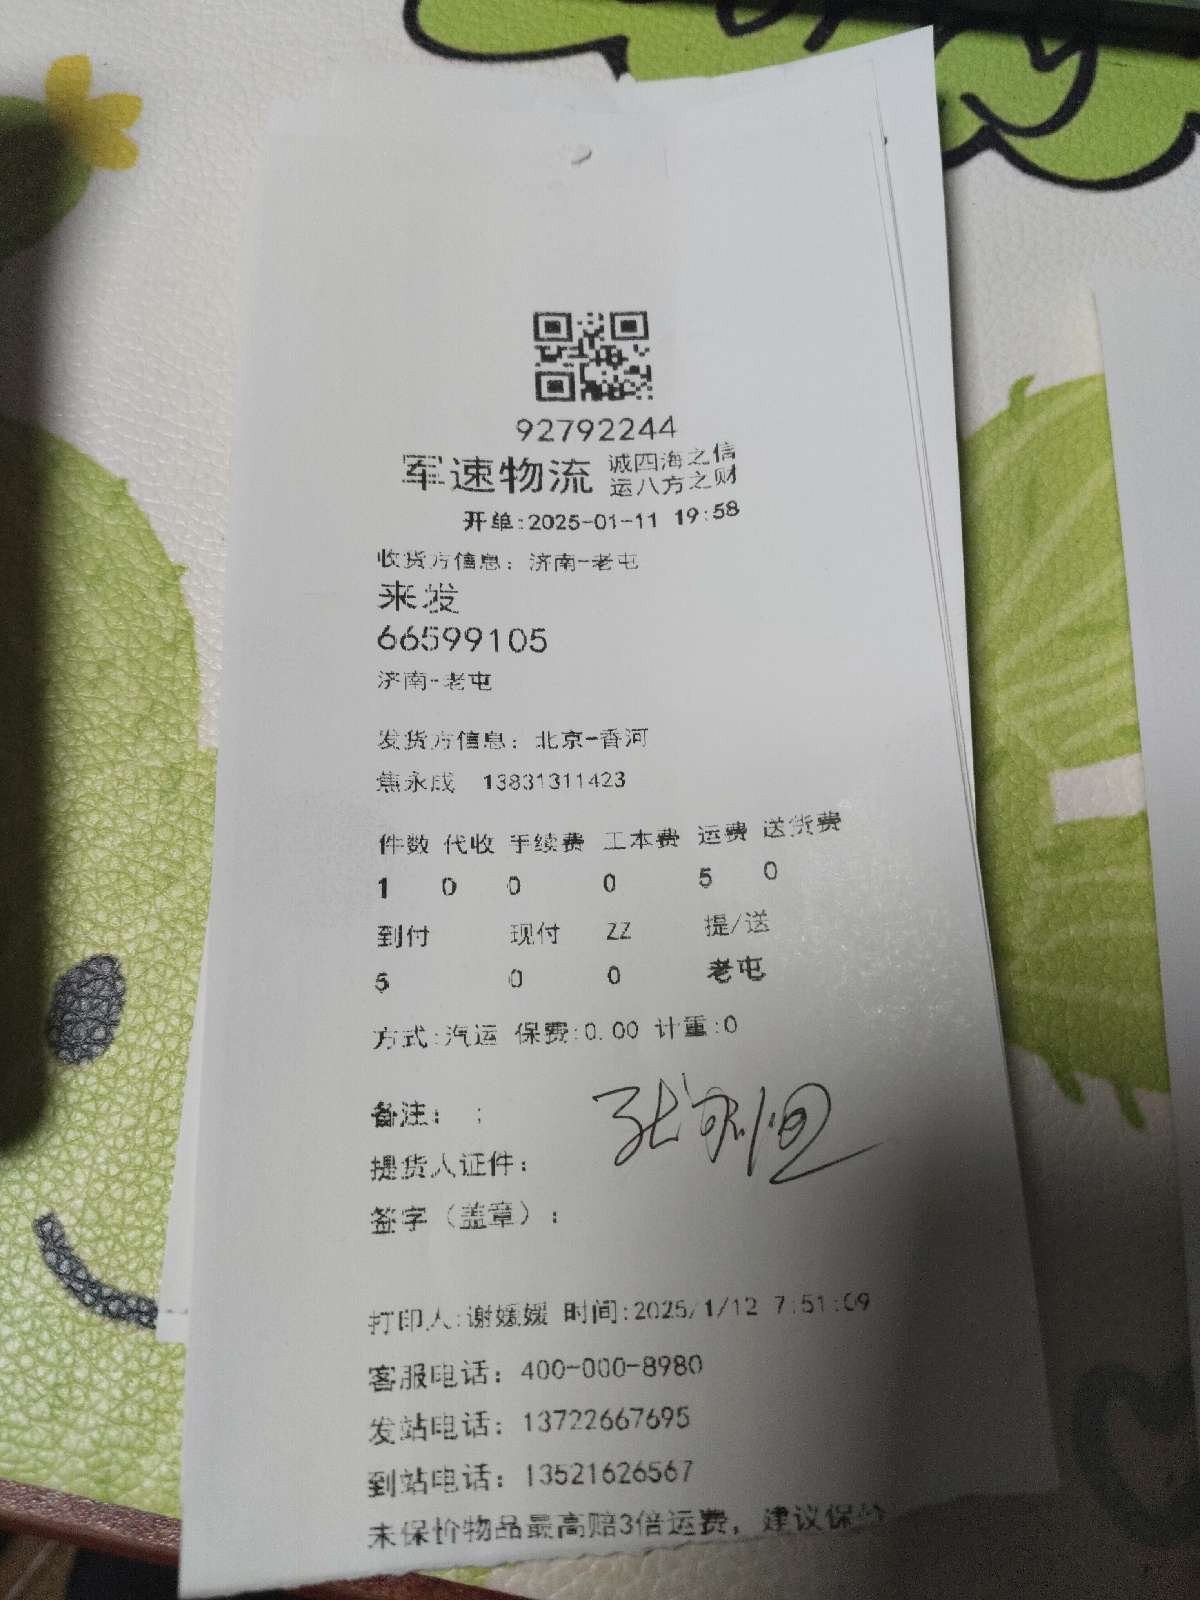 92792244
军速物流 诚四海之信
运八方之财
开单:2025-01-11 19:58
收货方信息: 济南-老屯
来发
66599105
济南-老屯
发货方信息: 北京-香河
焦永成 13831311423
件数 代收 手续费 工本费 运费 送货费
1 0 0 0 5 0
到付 现付 ZZ 提/送
5 0 0 老屯
方式:汽运 保费:0.00 计重:0
备注: ;
提货人证件:
签字(盖章):
打印人:谢媛媛 时间:2025/1/12 7:51:09
客服电话: 400-000-8980
发站电话: 13722667695
到站电话: 13521626567
未保价物品最高赔3倍运费, 建议保价